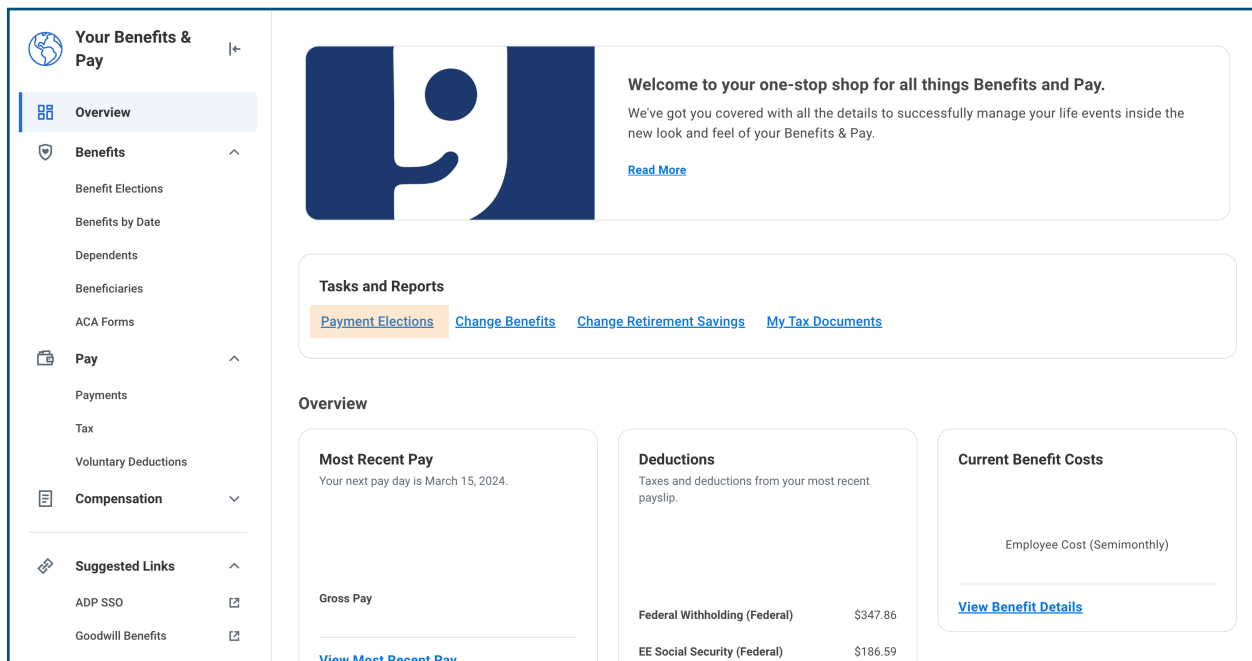 Your Benefits &
Pay
Overview
Benefits
Benefit Elections
Benefits by Date
Dependents
Beneficiaries
ACA Forms
Pay
Payments
Tax
Voluntary Deductions
Compensation
Suggested Links
ADP SSO
Goodwill Benefits
Welcome to your one-stop shop for all things Benefits and Pay.
We've got you covered with all the details to successfully manage your life events inside the
new look and feel of your Benefits & Pay.
Read More
Tasks and Reports
Payment Elections Change Benefits Change Retirement Savings My Tax Documents
Overview
Most Recent Pay
Your next pay day is March 15, 2024.
Gross Pay
View Most Recent Pay
Deductions
Taxes and deductions from your most recent
payslip.
Federal Withholding (Federal) $347.86
EE Social Security (Federal) $186.59
Current Benefit Costs
Employee Cost (Semimonthly)
View Benefit Details